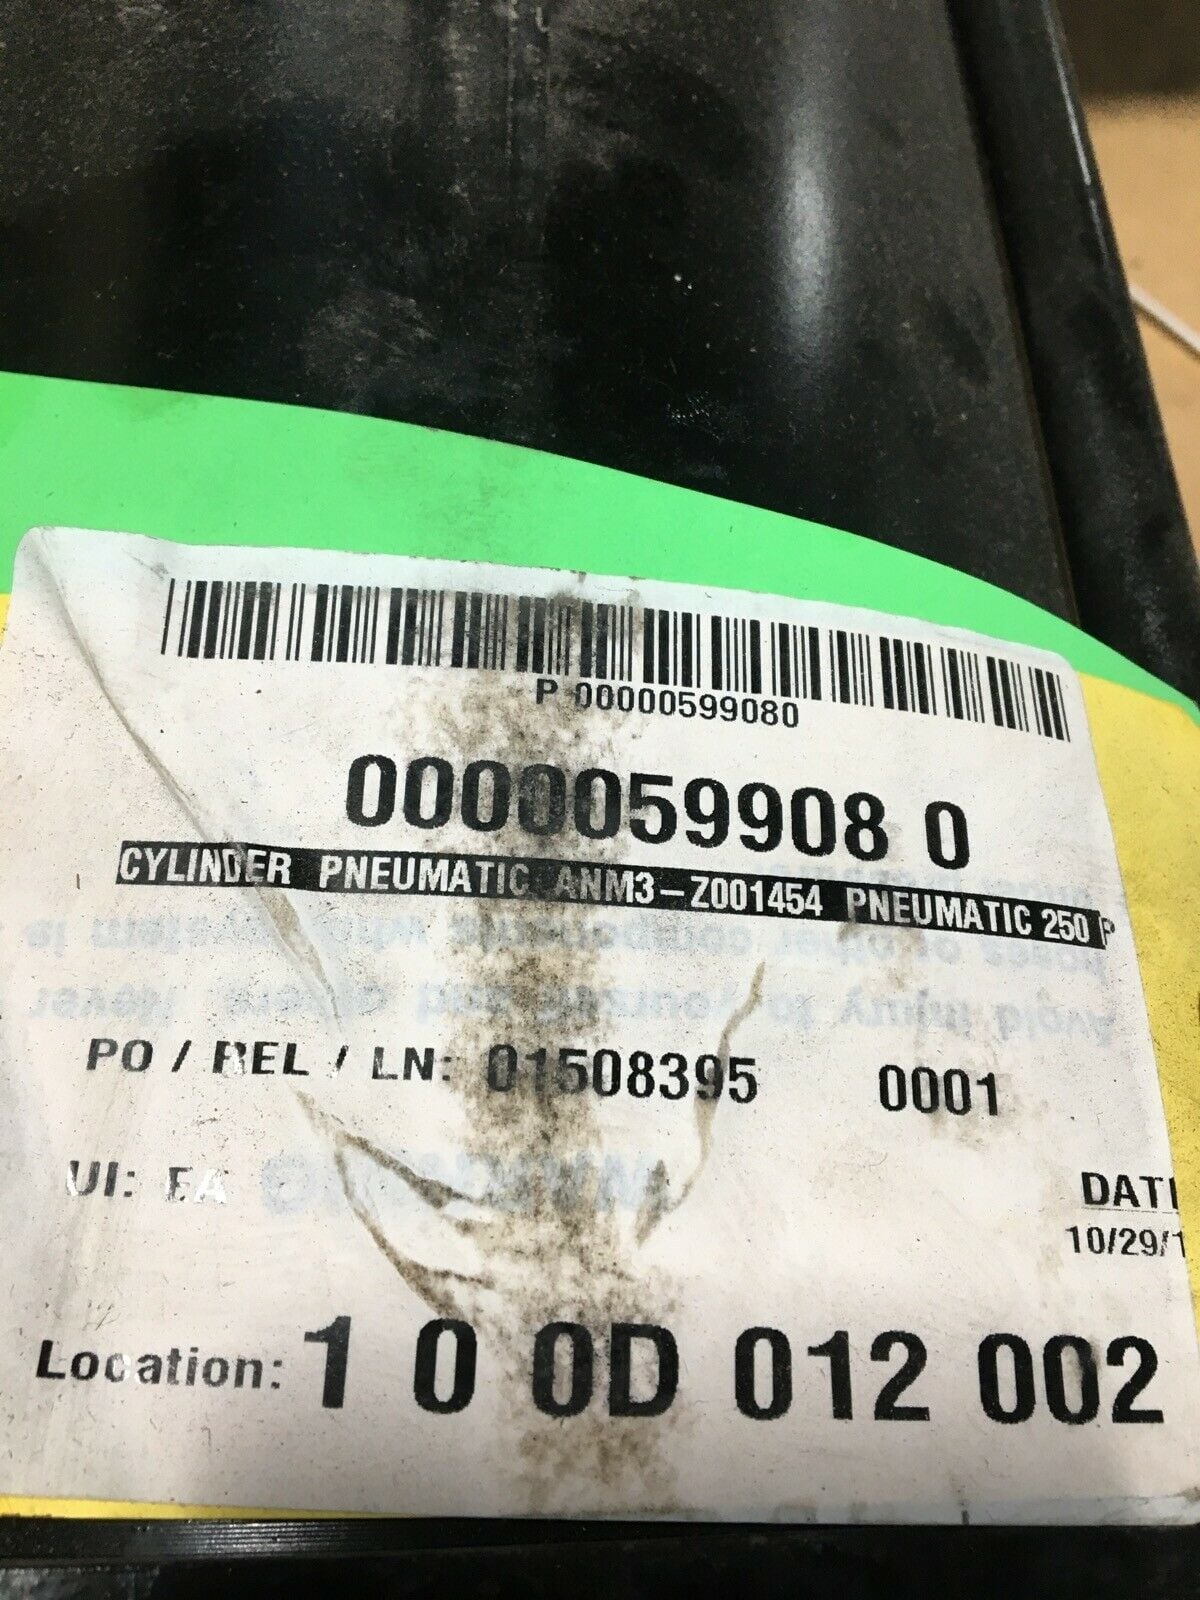 P 00000599080
0000059908 0
CYLINDER PNEUMATIC ANM3-Z001454 PNEUMATIC 250 P
PO / REL / LN: 01508395 0001
UI: EA
DATE
10/29/1
Location: 1 0 0D 012 002